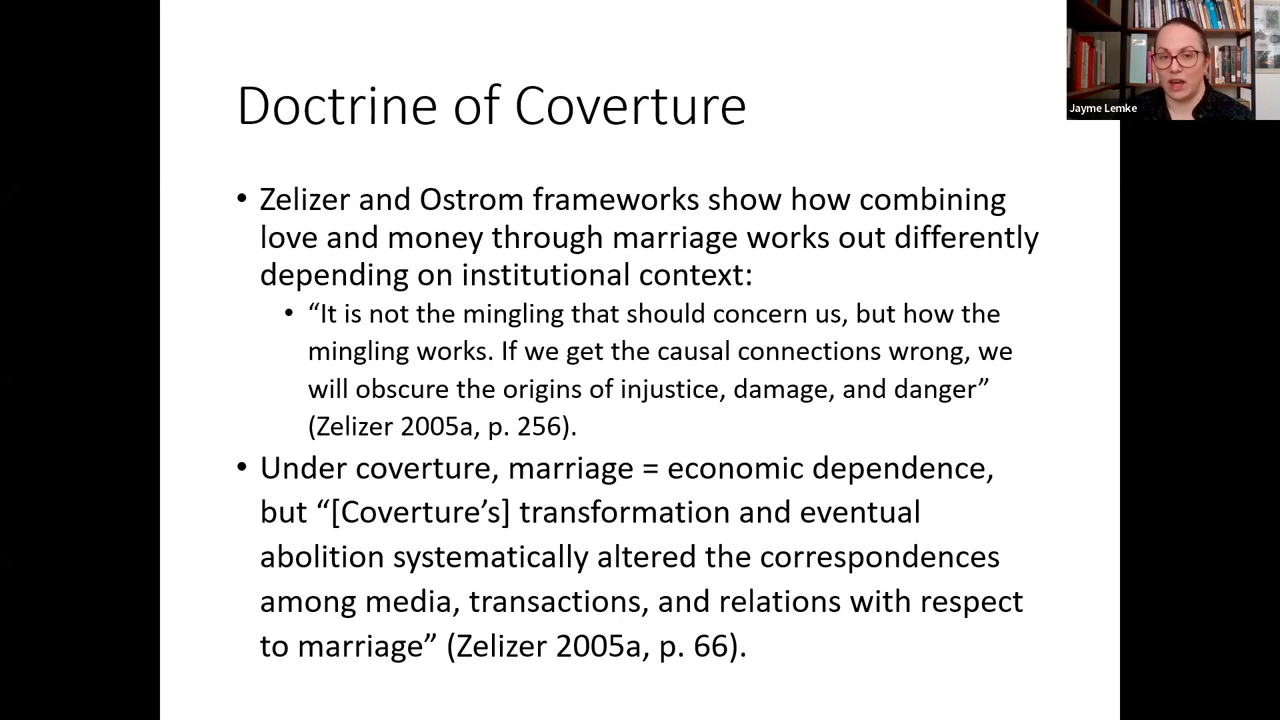 Doctrine of Coverture
Jayme Lemke
• Zelizer and Ostrom frameworks show how combining
love and money through marriage works out differently
depending on institutional context:
• “It is not the mingling that should concern us, but how the
mingling works. If we get the causal connections wrong, we
will obscure the origins of injustice, damage, and danger”
(Zelizer 2005a, p. 256).
• Under coverture, marriage = economic dependence,
but “[Coverture’s] transformation and eventual
abolition systematically altered the correspondences
among media, transactions, and relations with respect
to marriage” (Zelizer 2005a, p. 66).